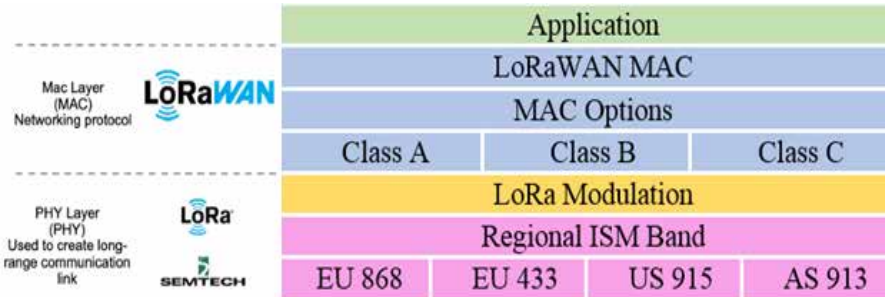 Application
Mac Layer
(MAC)
Networking protocol
LoRaWAN
LoRaWAN MAC
MAC Options
Class A
Class B
Class C
PHY Layer
(PHY)
Used to create long-
range communication
link
LoRa
SEMTECH
LoRa Modulation
Regional ISM Band
EU 868
EU 433
US 915
AS 913